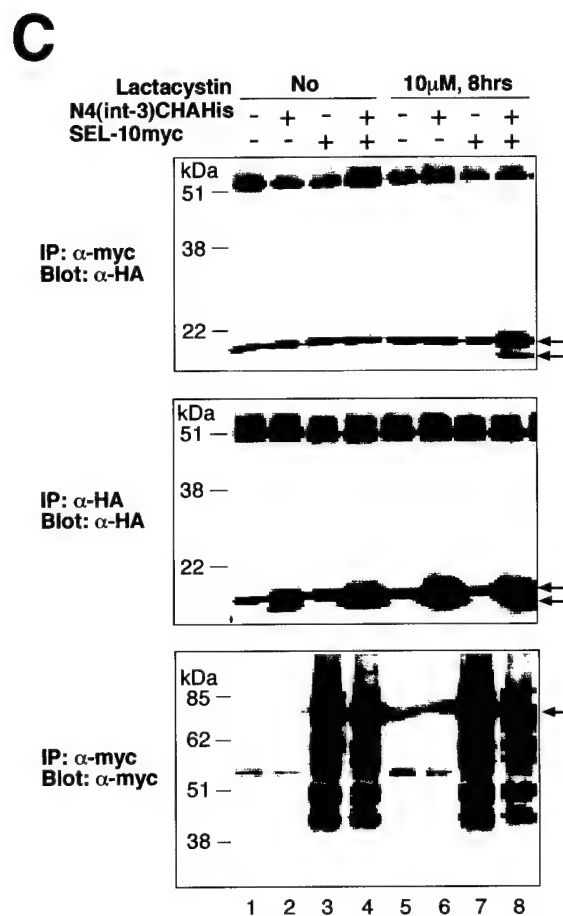 C
Lactacystin No 10µM, 8hrs
N4(int-3)CHAHis - + - + - + - +
SEL-10myc - - + + - - + +
kDa
51
38
22
IP: α-myc
Blot: α-HA
kDa
51
38
22
IP: α-HA
Blot: α-HA
kDa
85
62
51
38
IP: α-myc
Blot: α-myc
1 2 3 4 5 6 7 8